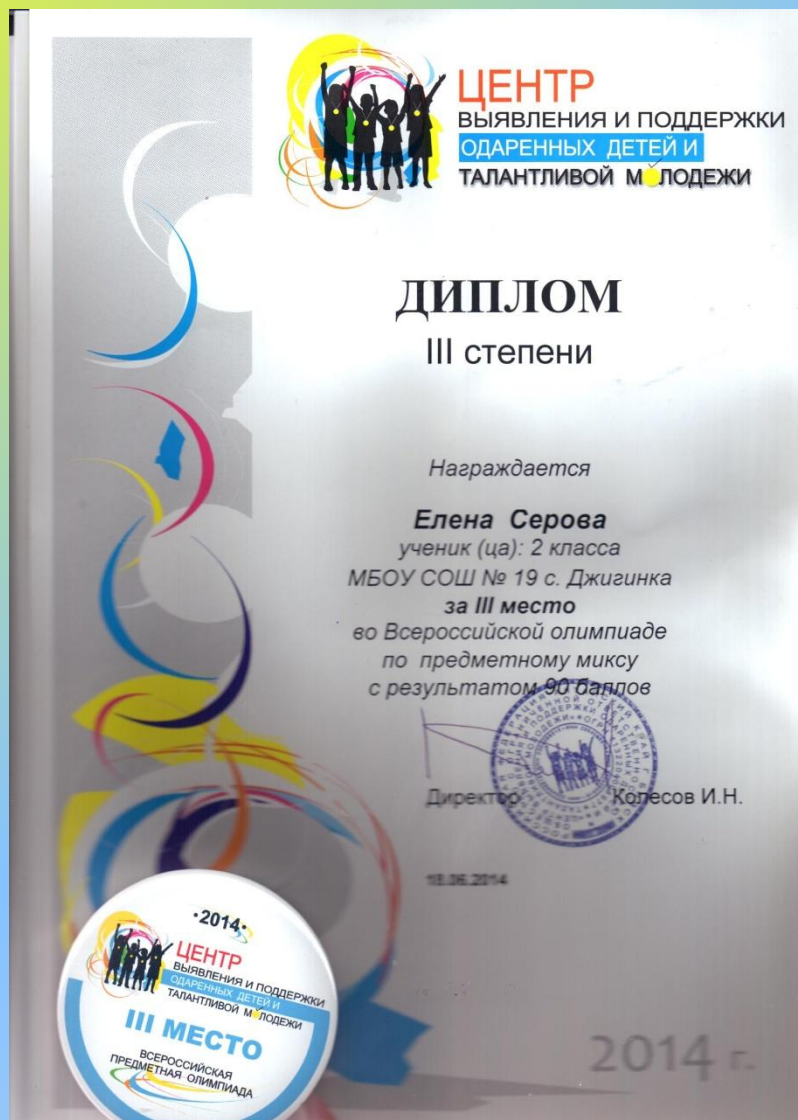 ЦЕНТР
ВЫЯВЛЕНИЯ И ПОДДЕРЖКИ
ОДАРЕННЫХ ДЕТЕЙ И
ТАЛАНТЛИВОЙ МОЛОДЕЖИ
ДИПЛОМ
III степени
Награждается
Елена Серова
ученик (ца): 2 класса
МБОУ СОШ № 19 с. Джигинка
за III место
во Всероссийской олимпиаде
по предметному миксу
с результатом 90 баллов
Директор Колесов И.Н.
18.06.2014
·2014·
ЦЕНТР
ВЫЯВЛЕНИЯ И ПОДДЕРЖКИ
ОДАРЕННЫХ ДЕТЕЙ И
ТАЛАНТЛИВОЙ МОЛОДЕЖИ
III МЕСТО
ВСЕРОССИЙСКАЯ
ПРЕДМЕТНАЯ ОЛИМПИАДА
2014 г.